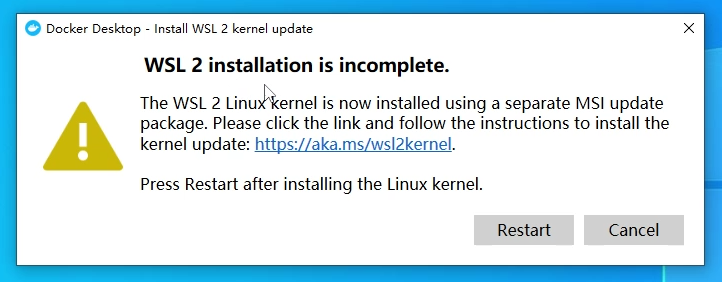 Docker Desktop - Install WSL 2 kernel update
WSL 2 installation is incomplete.
The WSL 2 Linux kernel is now installed using a separate MSI update
package. Please click the link and follow the instructions to install the
kernel update: https://aka.ms/wsl2kernel.
Press Restart after installing the Linux kernel.
Restart
Cancel